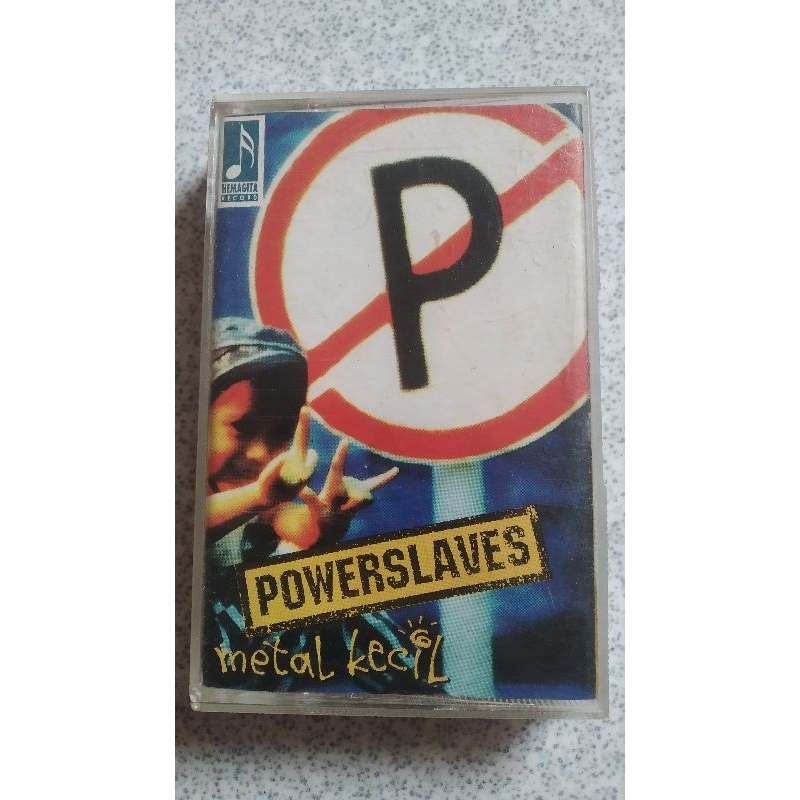 HEMAGITA
RECORD
P
POWERSLAVES
metal kecil